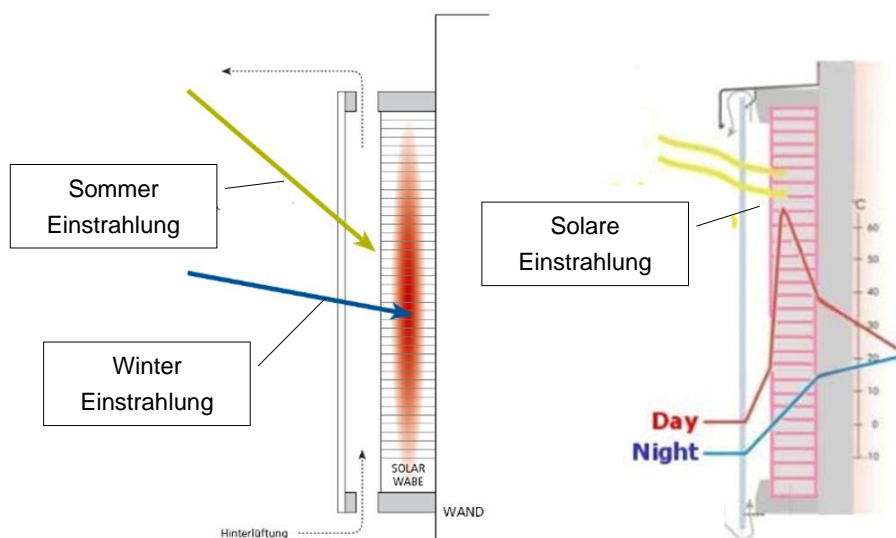 Sommer
Einstrahlung
Winter
Einstrahlung
SOLAR
WABE
WAND
Hinterlüftung
Solare
Einstrahlung
°C
60
50
40
30
20
10
0
-10
Day
Night